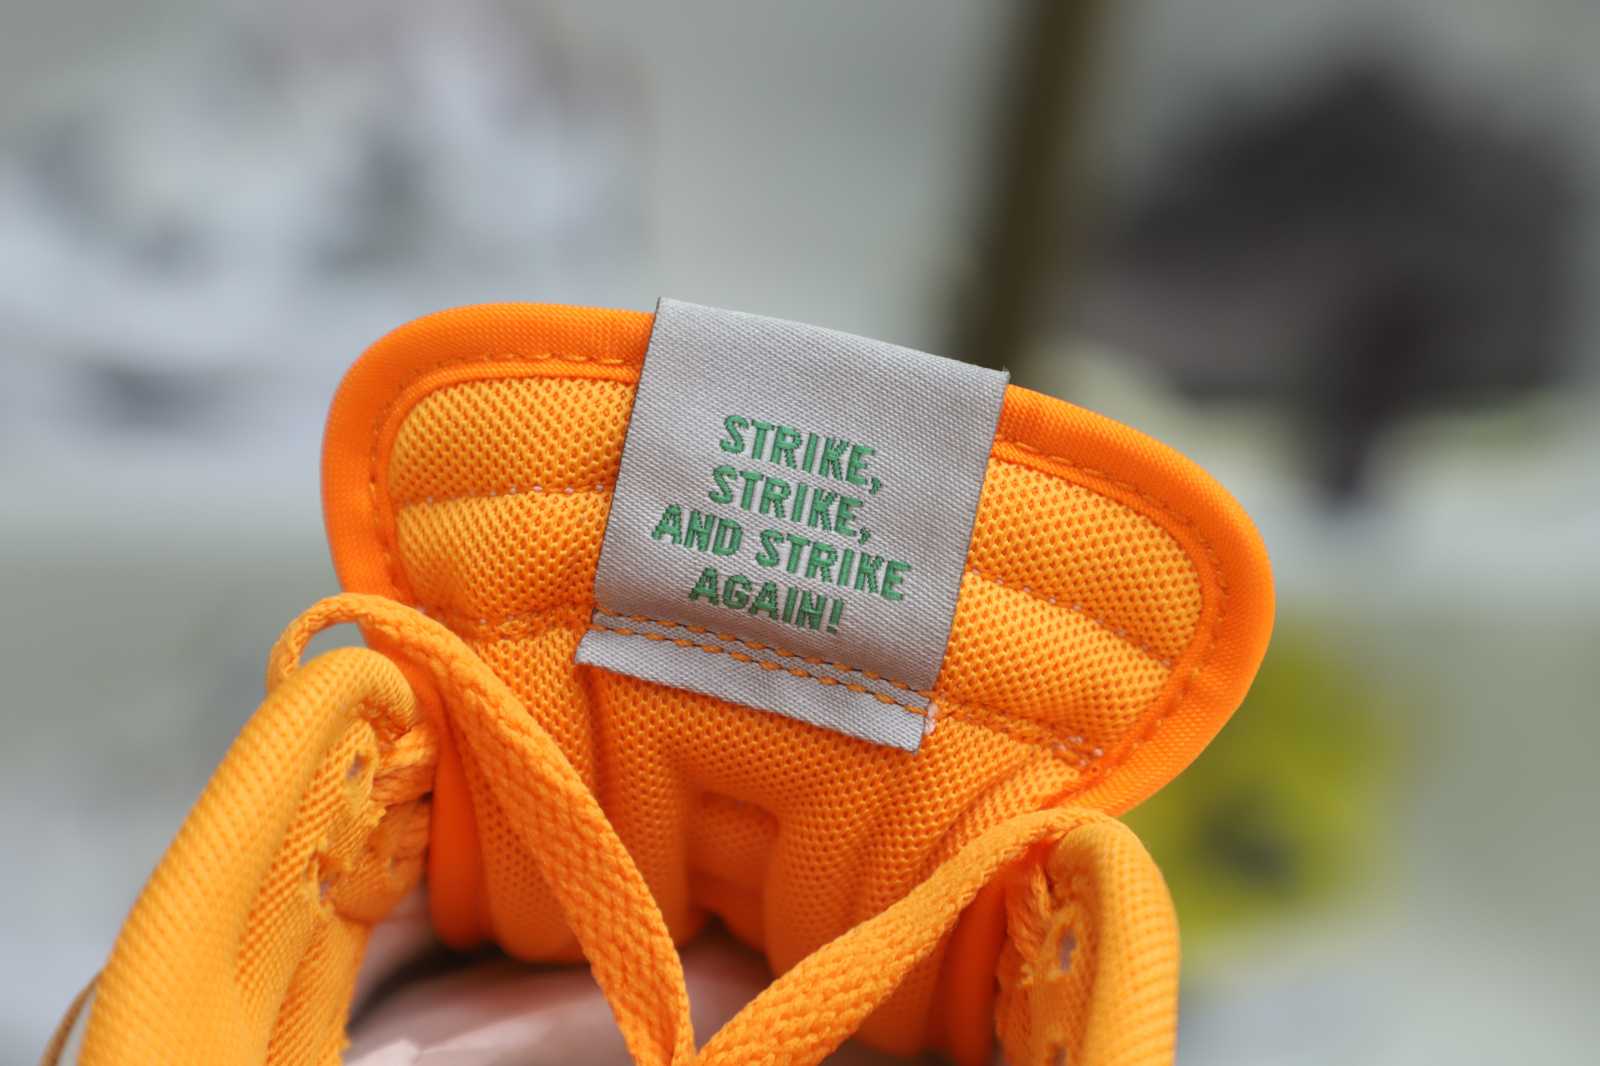 STRIKE,
STRIKE,
AND STRIKE
AGAIN!